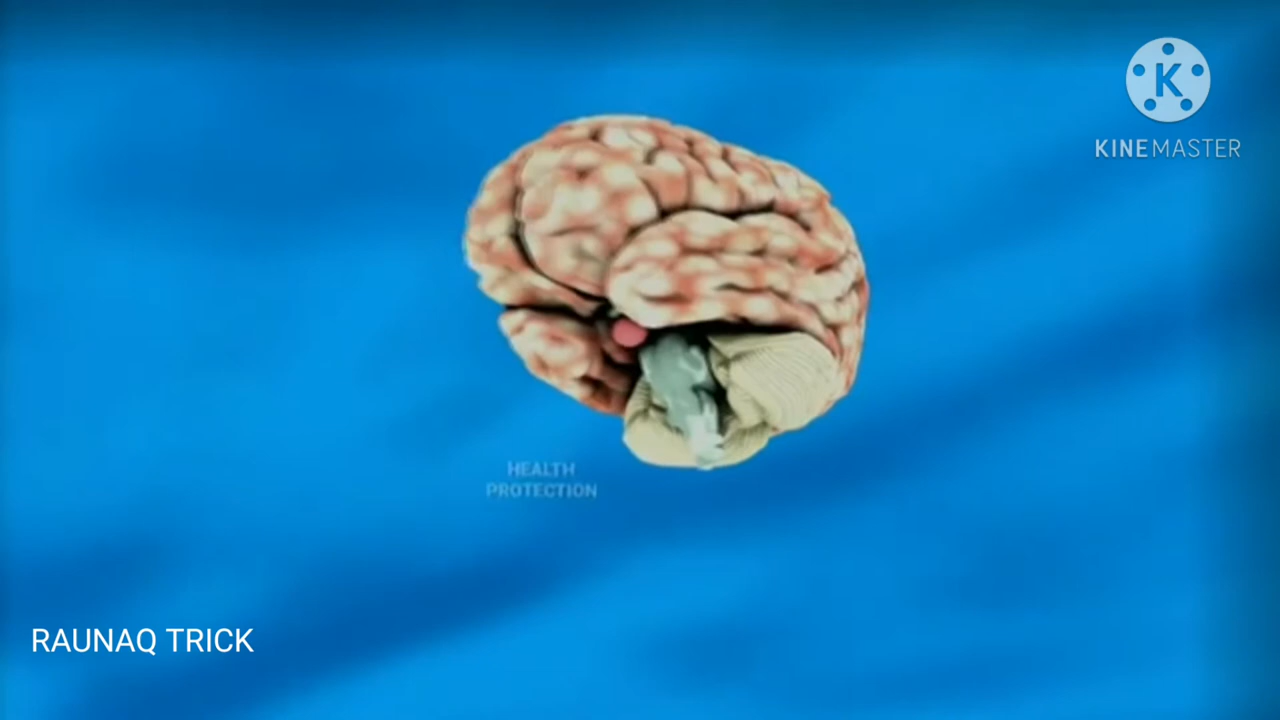 K
KINEMASTER
HEALTH
PROTECTION
RAUNAQ TRICK